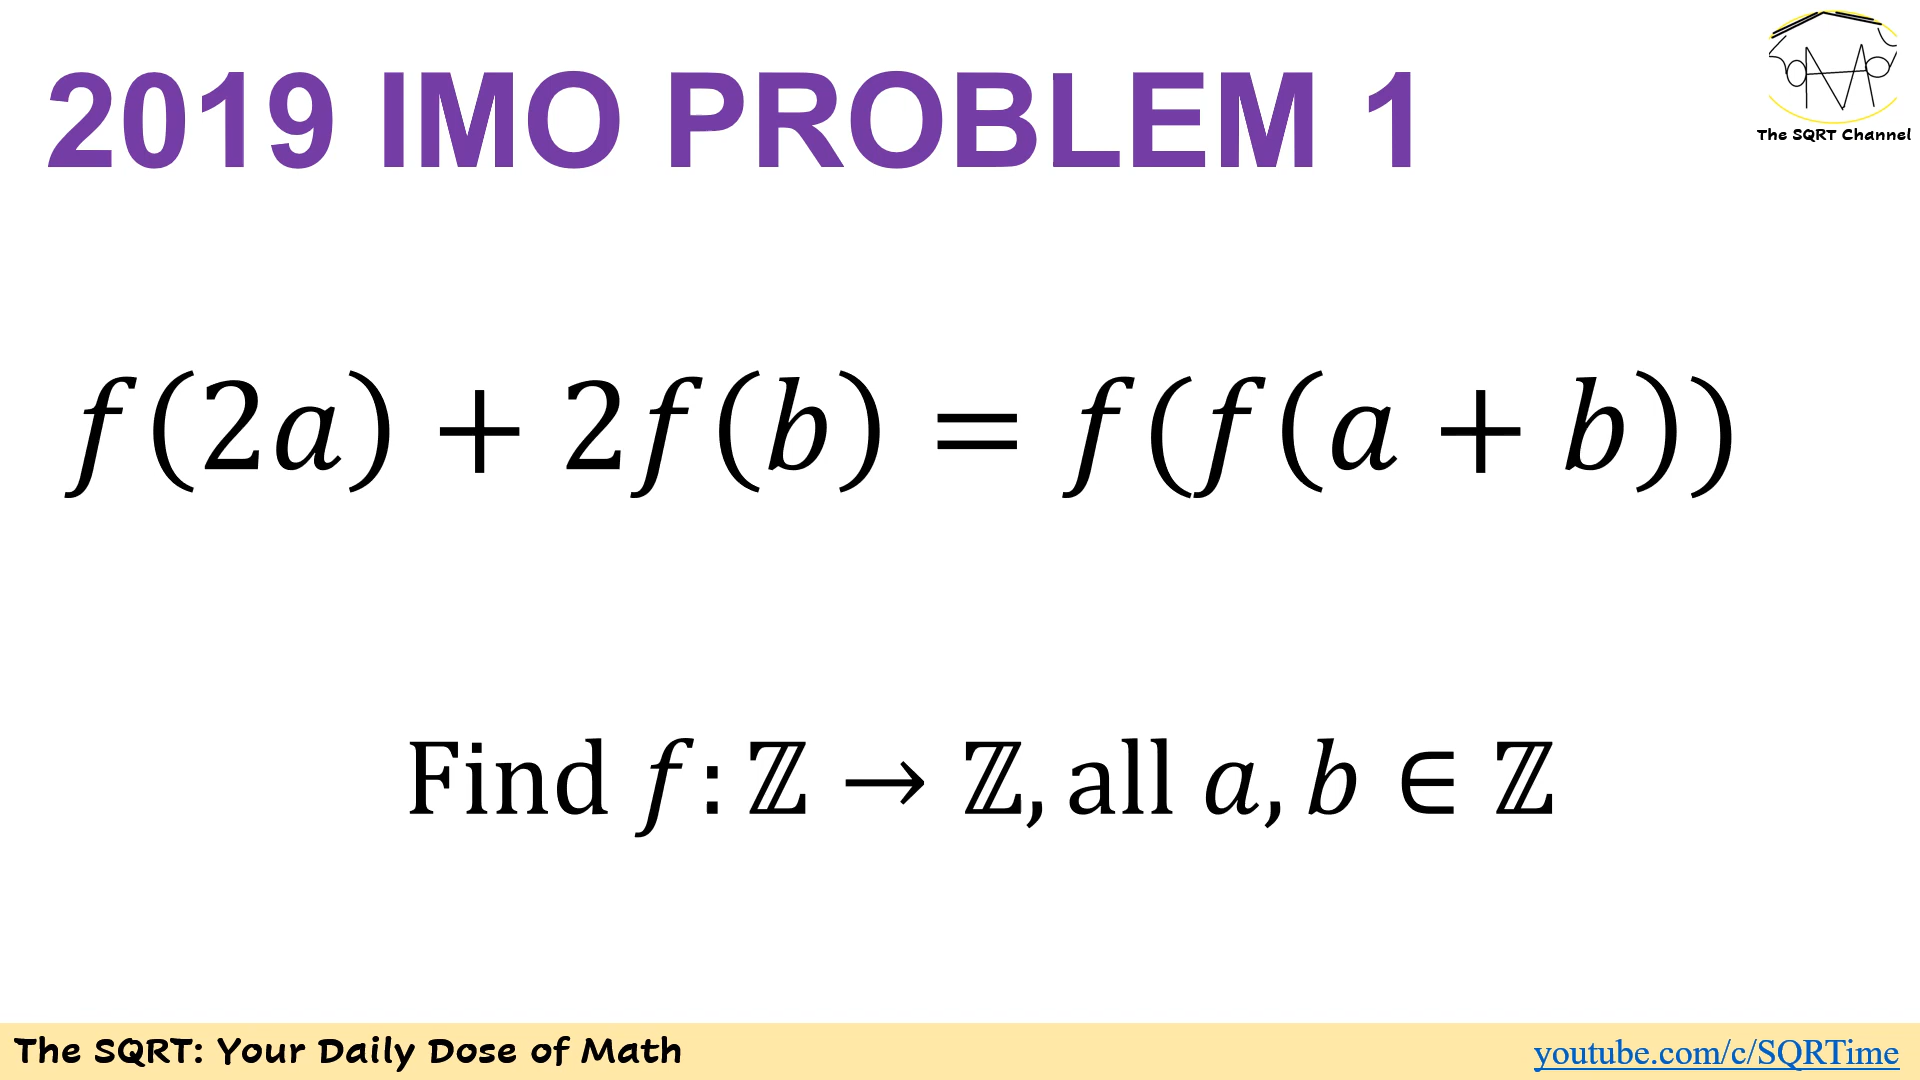 2019 IMO PROBLEM 1
The SQRT Channel
f(2a) + 2f(b) = f(f(a + b))
Find f: ℤ → ℤ, all a, b ∈ ℤ
The SQRT: Your Daily Dose of Math
youtube.com/c/SQRTime